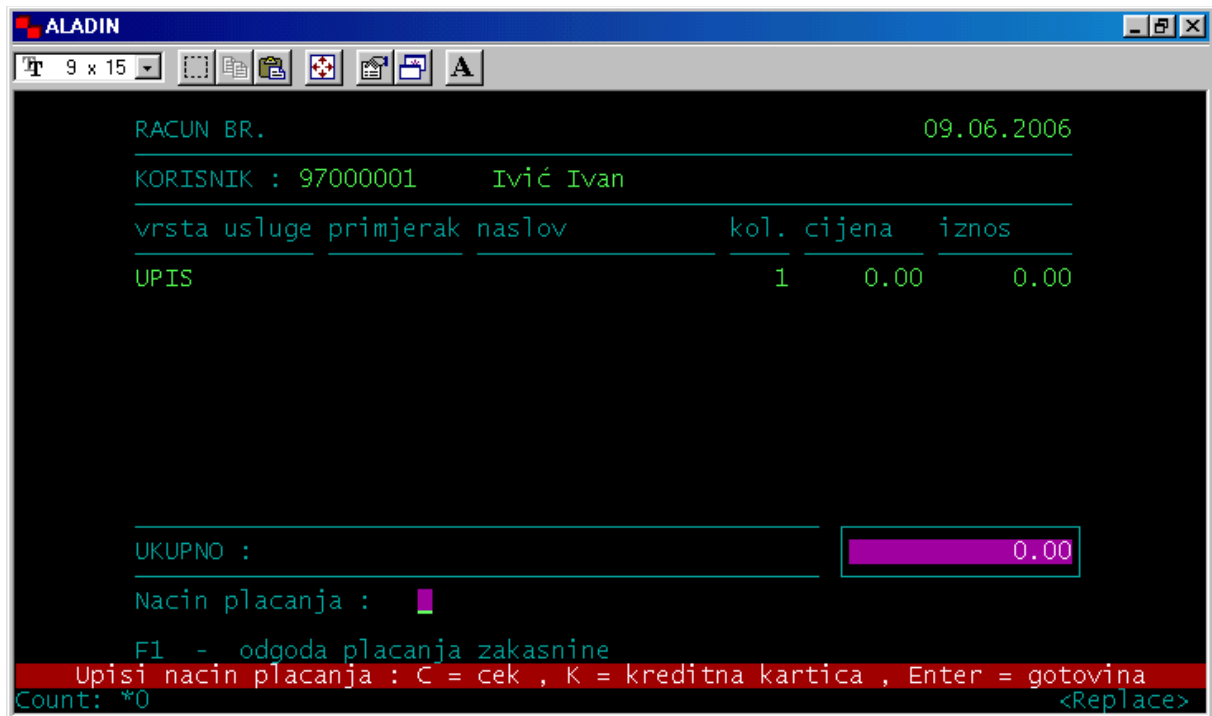 ALADIN
Tr 9 x 15 A
RACUN BR. 09.06.2006
KORISNIK : 97000001 Ivić Ivan
vrsta usluge primjerak naslov kol. cijena iznos
UPIS 1 0.00 0.00
UKUPNO : 0.00
Nacin placanja :
F1 - odgoda placanja zakasnine
Upisi nacin placanja : C = cek , K = kreditna kartica , Enter = gotovina
Count: *0 <Replace>